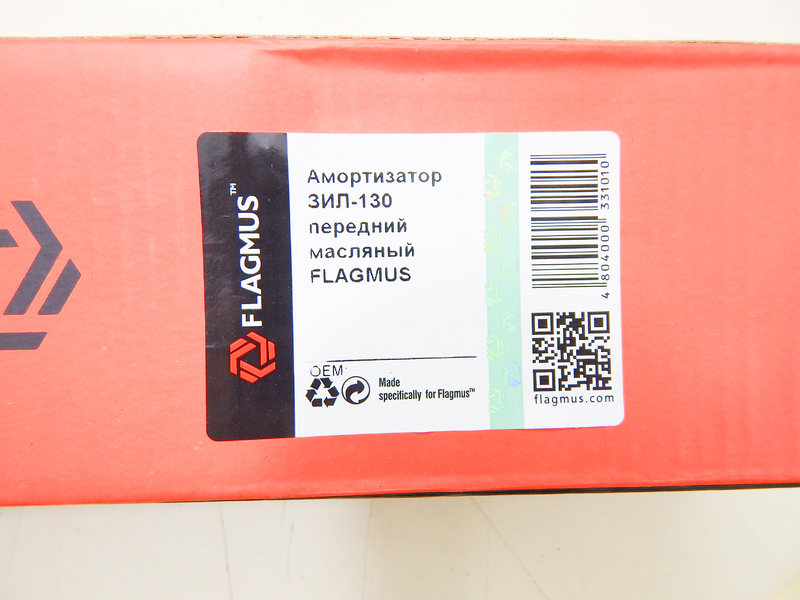 FLAGMUS™
Амортизатор
ЗИЛ-130
передний
масляный
FLAGMUS
OEM
Made
specifically for Flagmus™
4 804000 331010
flagmus.com